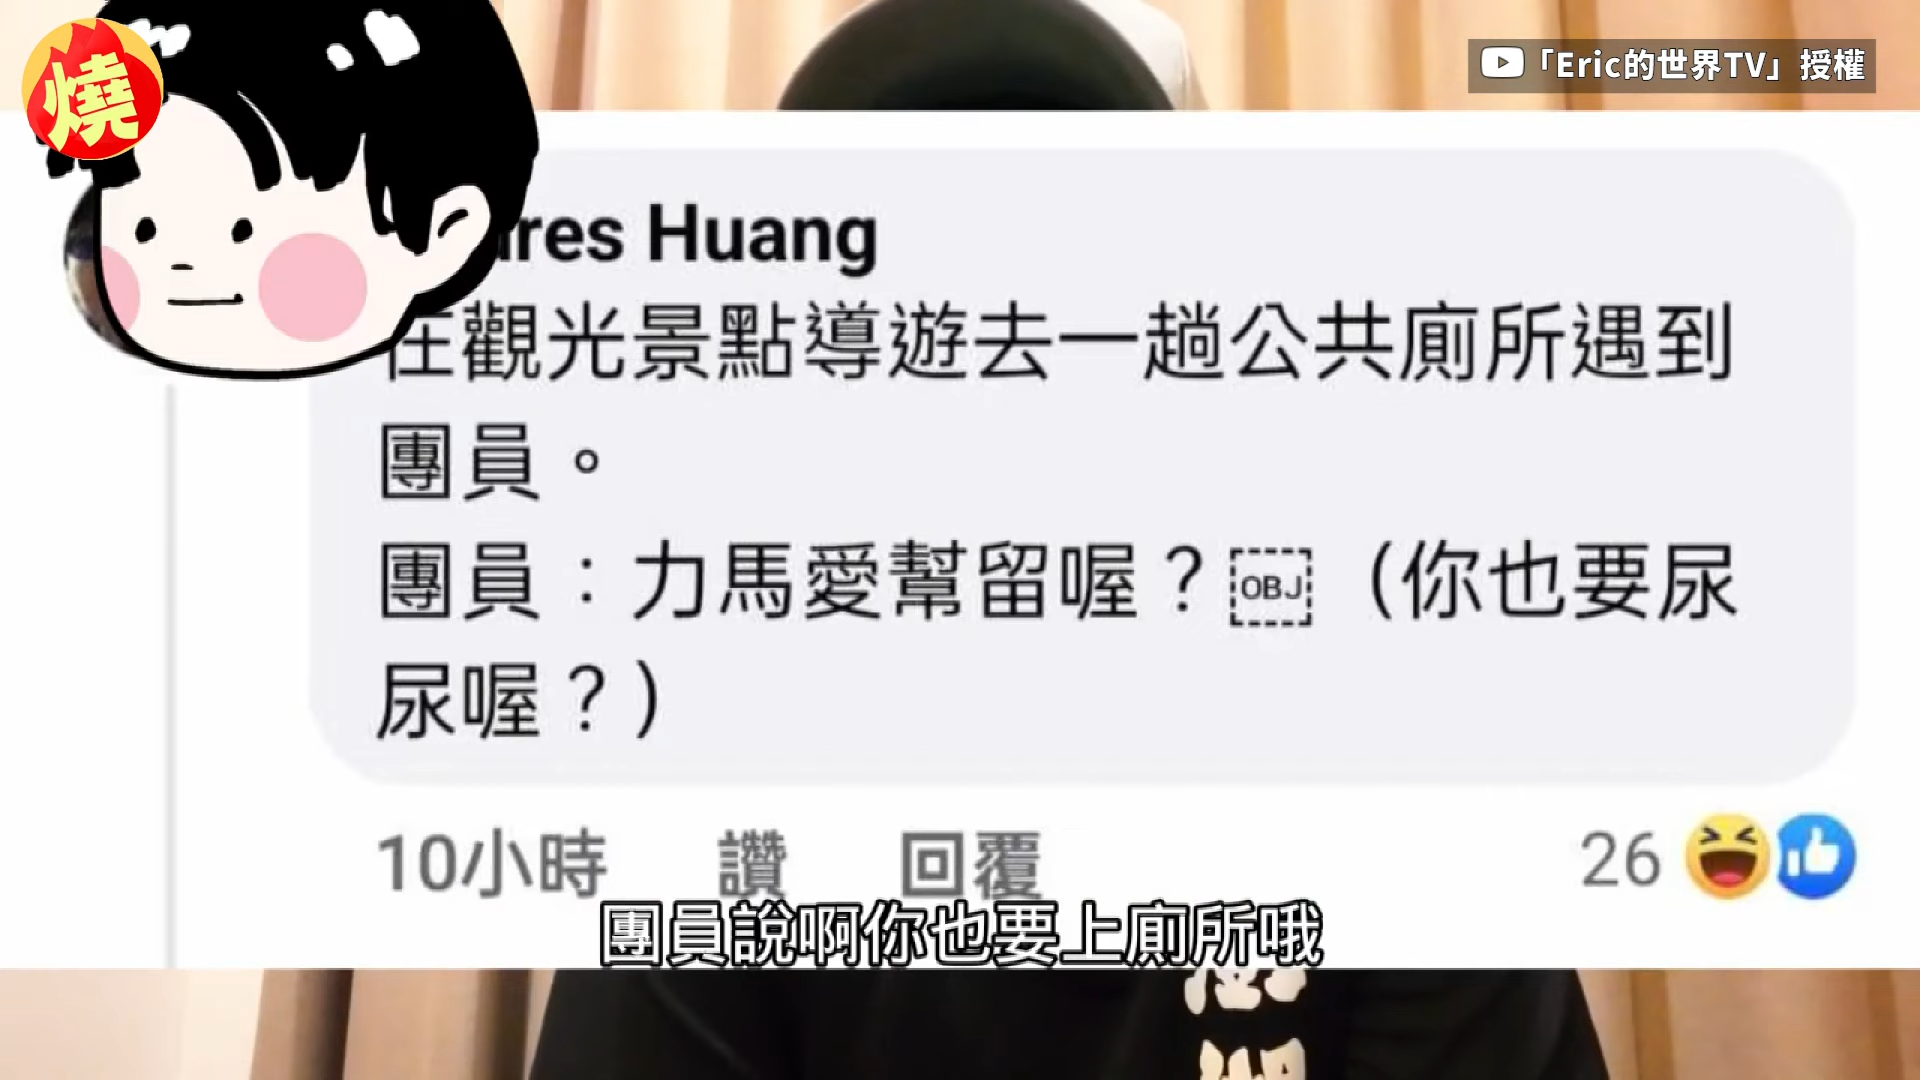 燒
「Eric的世界TV」授權
res Huang
在觀光景點導遊去一趟公共廁所遇到
團員。
團員：力馬愛幫留喔？OBJ（你也要尿
尿喔？）
10小時 讚 回覆 26
團員說啊你也要上廁所哦